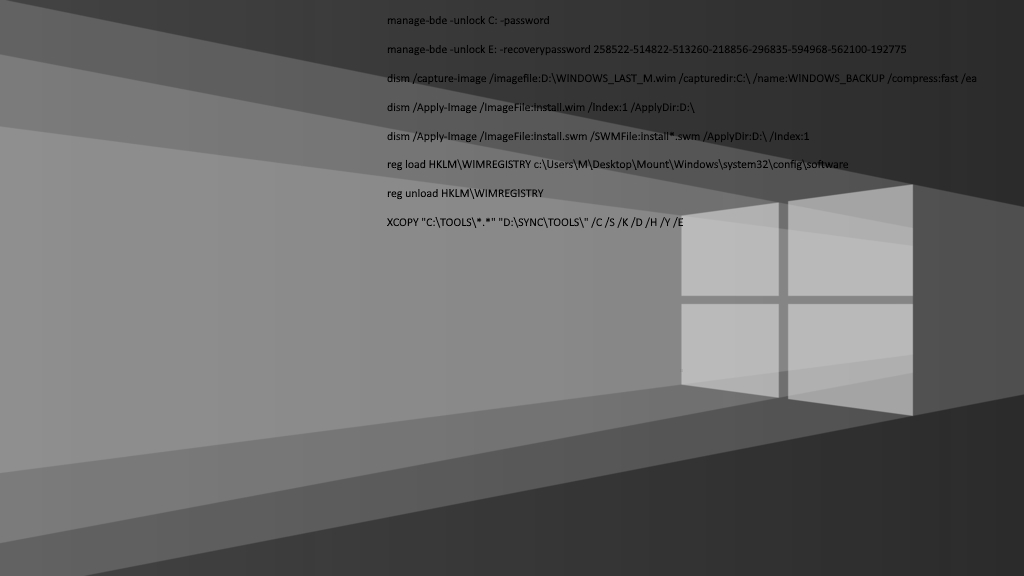 manage-bde -unlock C: -password
manage-bde -unlock E: -recoverypassword 258522-514822-513260-218856-296835-594968-562100-192775
dism /capture-image /imagefile:D:\WINDOWS_LAST_M.wim /capturedir:C:\ /name:WINDOWS_BACKUP /compress:fast /ea
dism /Apply-Image /ImageFile:install.wim /Index:1 /ApplyDir:D:\
dism /Apply-Image /ImageFile:install.swm /SWMFile:install*.swm /ApplyDir:D:\ /Index:1
reg load HKLM\WIMREGISTRY c:\Users\M\Desktop\Mount\Windows\system32\config\software
reg unload HKLM\WIMREGISTRY
XCOPY "C:\TOOLS\*.*" "D:\SYNC\TOOLS\" /C /S /K /D /H /Y /E